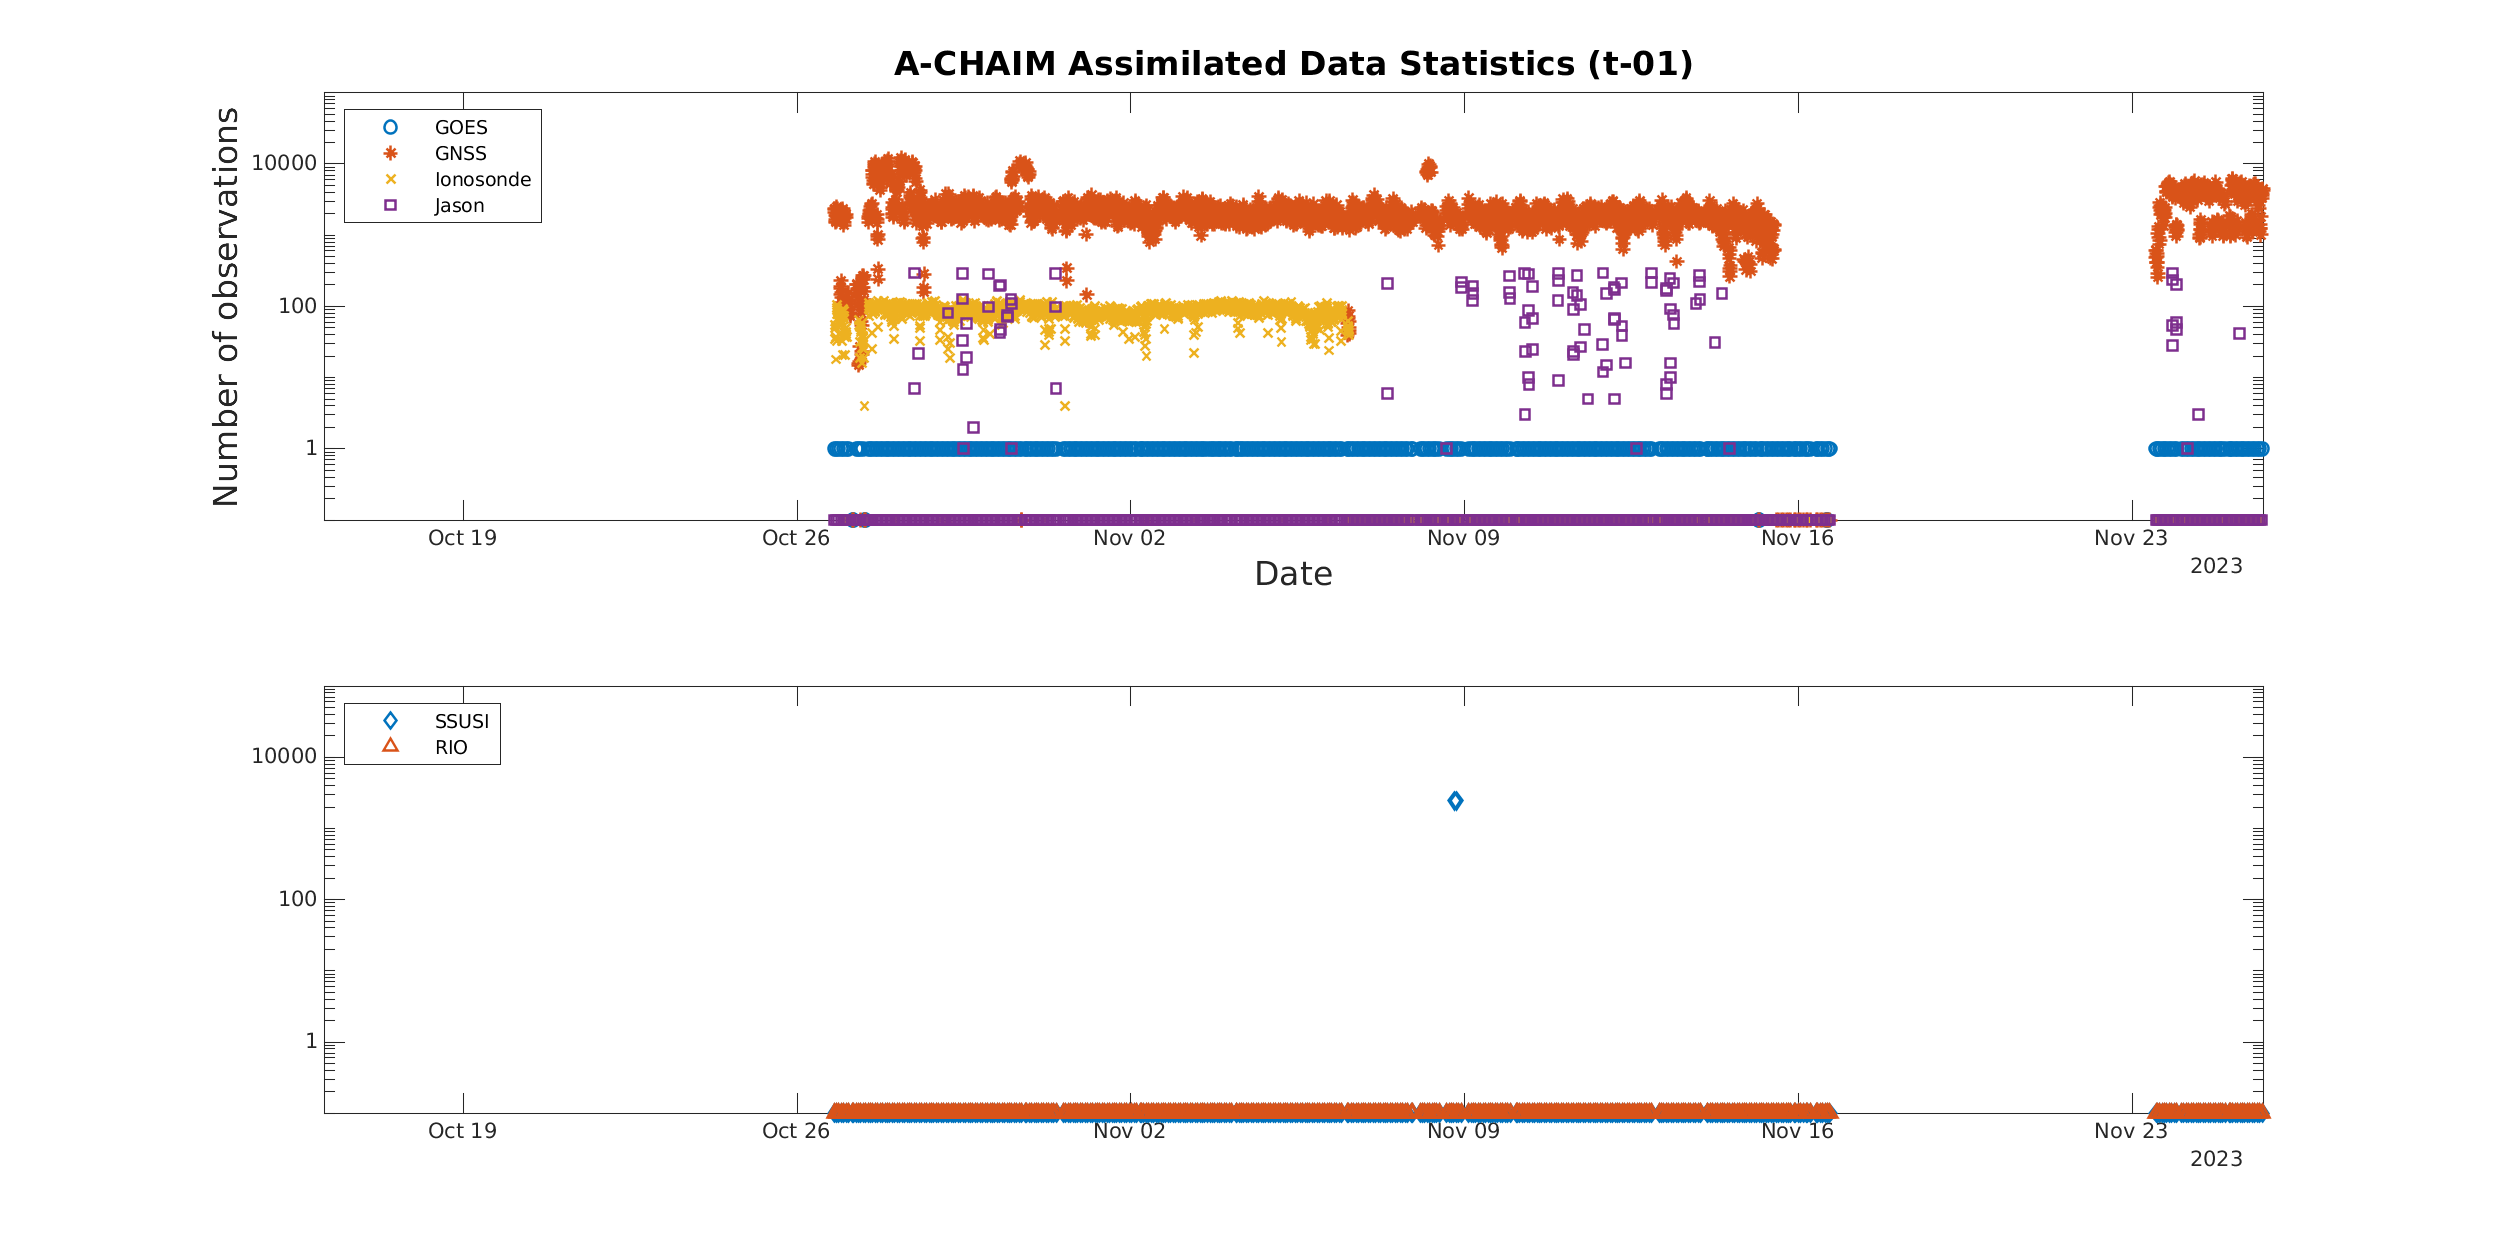 A-CHAIM Assimilated Data Statistics (t-01)
Number of observations
GOES
GNSS
Ionosonde
Jason
10000
100
1
Oct 19
Oct 26
Nov 02
Nov 09
Nov 16
Nov 23
2023
Date
SSUSI
RIO
10000
100
1
Oct 19
Oct 26
Nov 02
Nov 09
Nov 16
Nov 23
2023